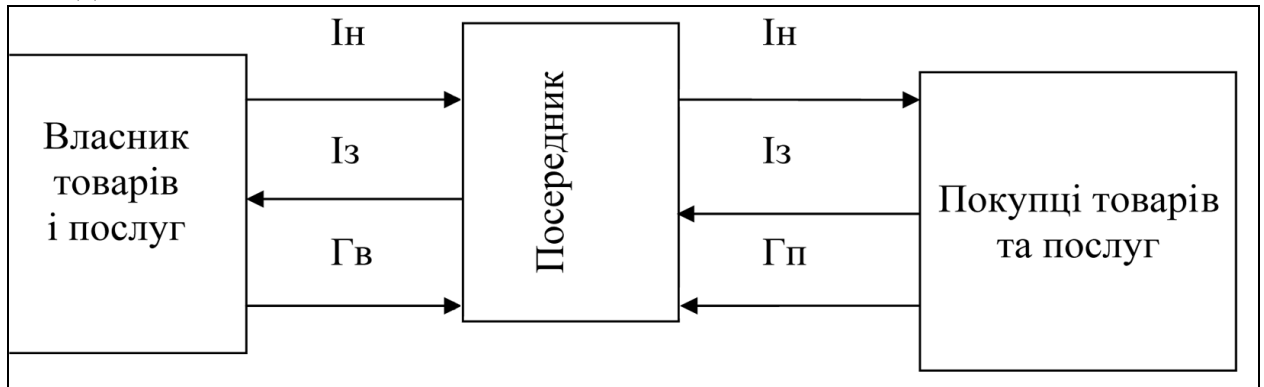 Ін
Ін
Власник
товарів
і послуг
Із
Гв
Посередник
Із
Гп
Покупці товарів
та послуг